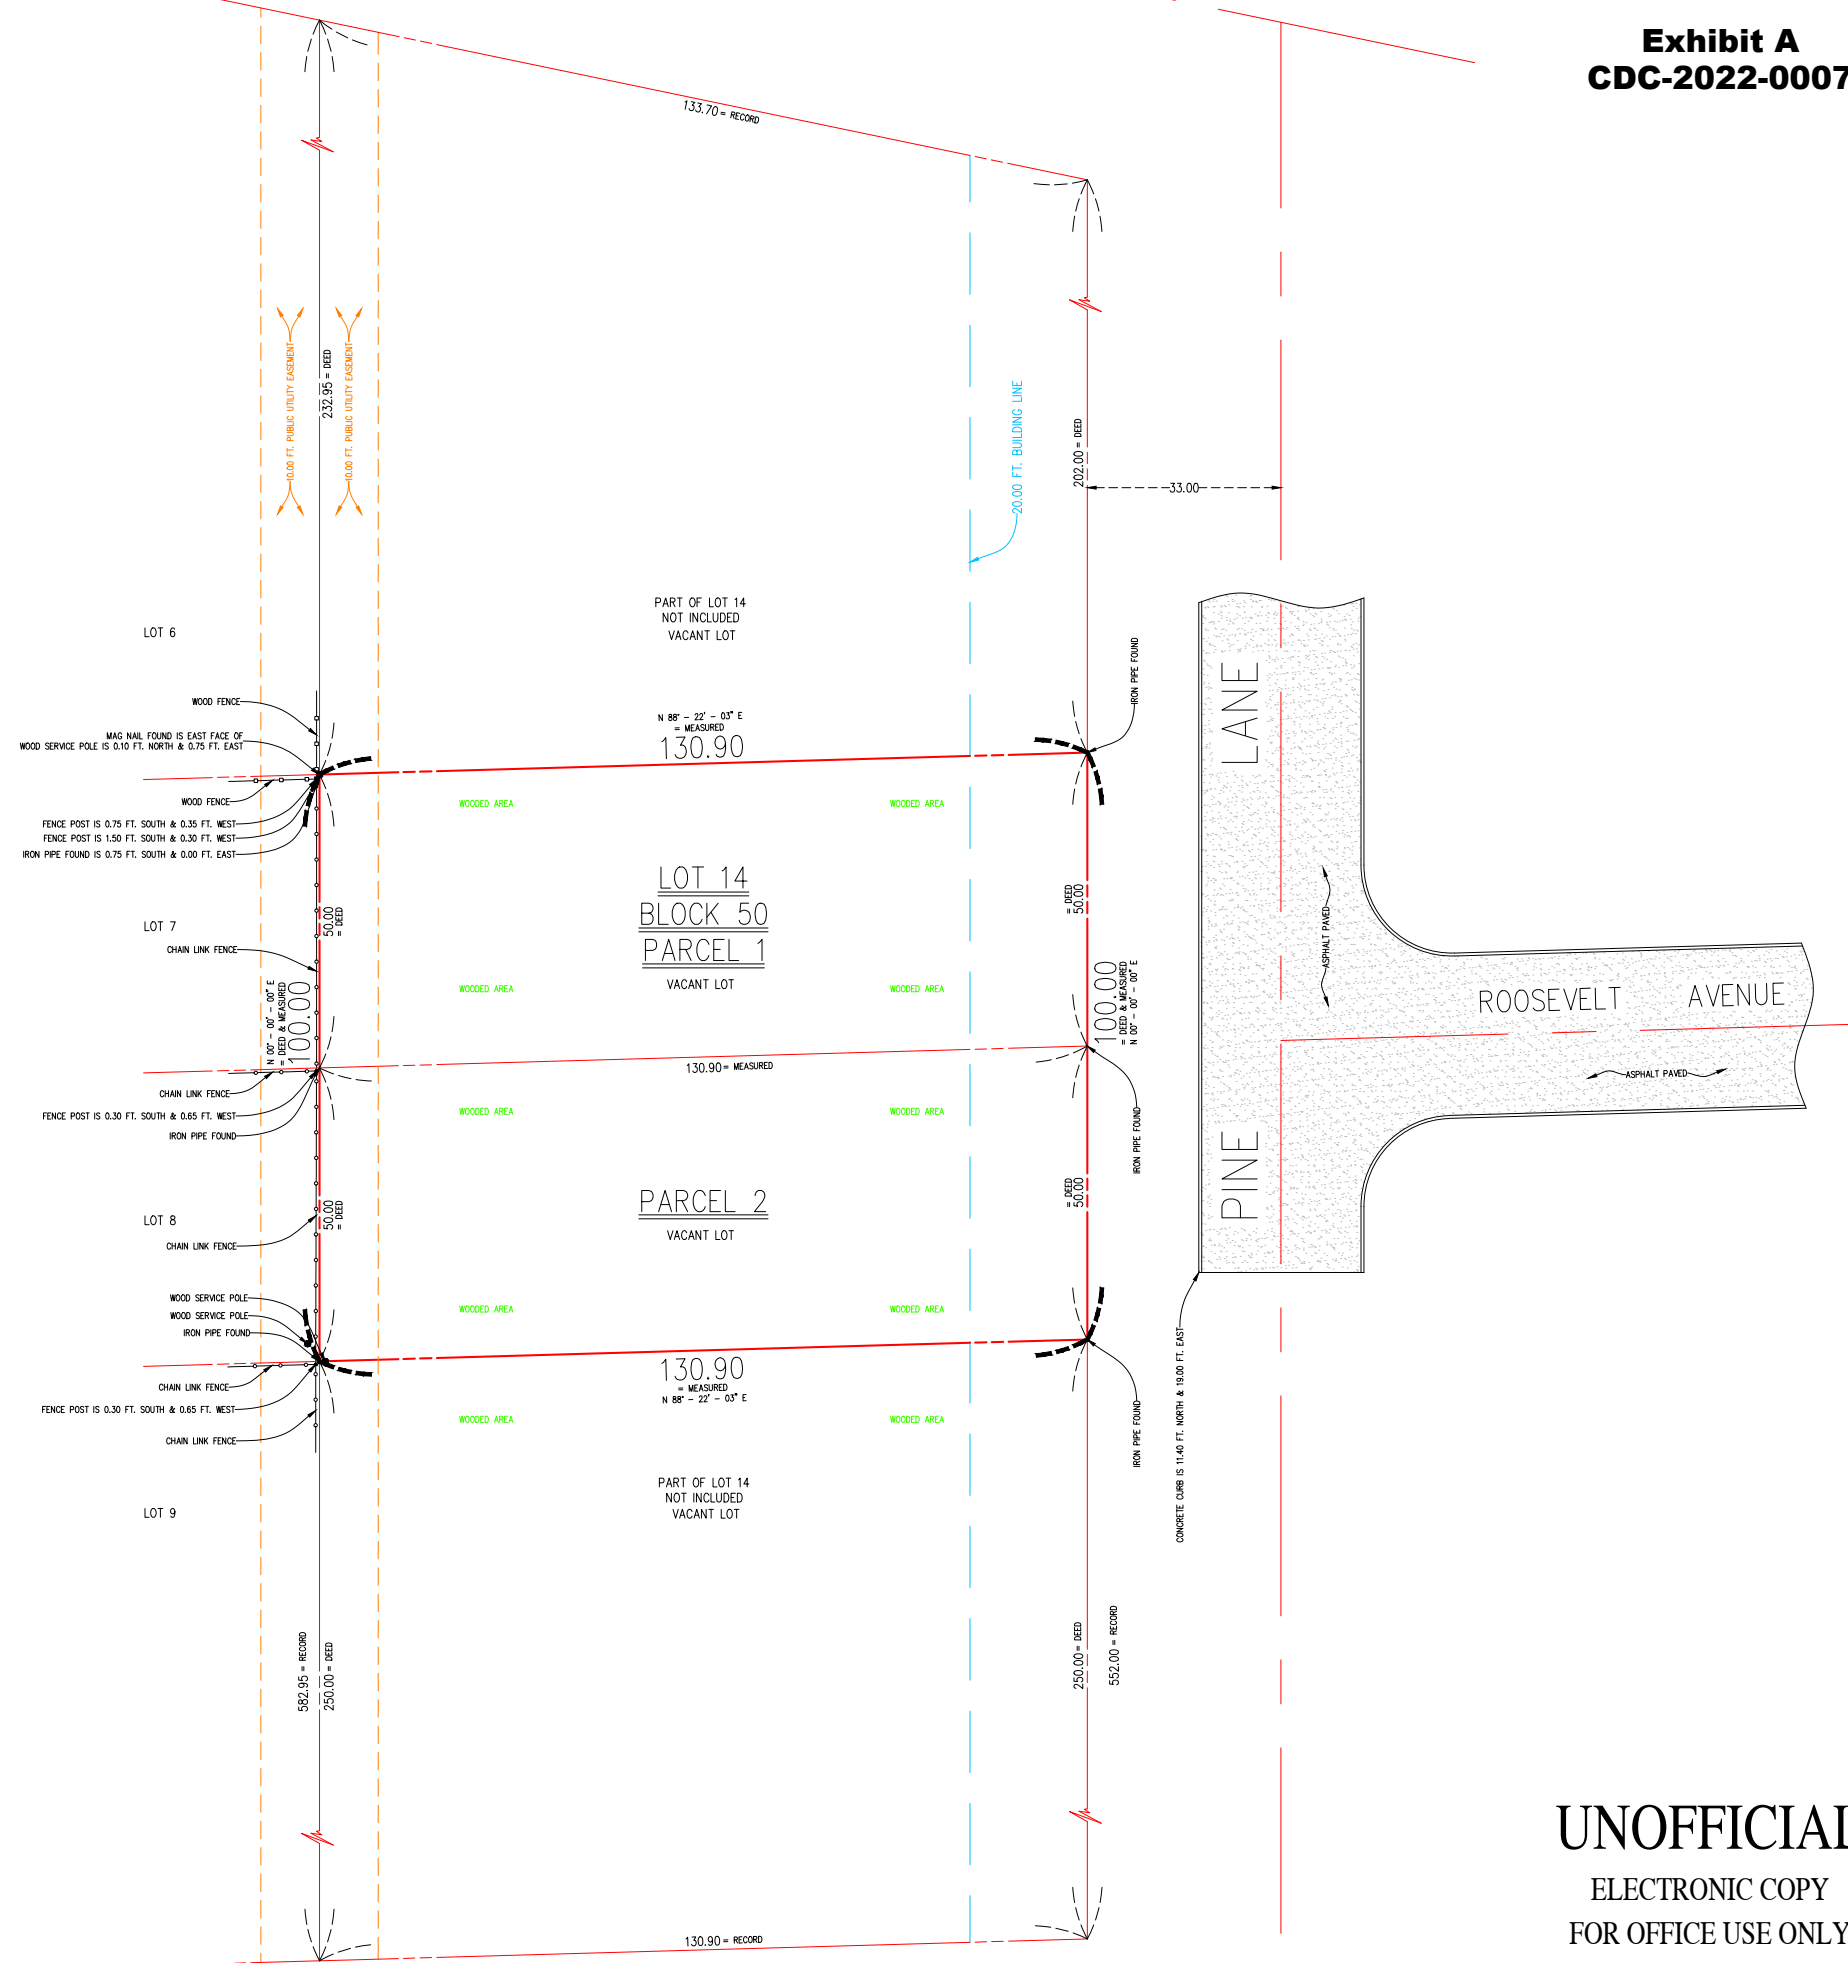 Exhibit A
CDC-2022-0007
133.70 = RECORD
10.00 FT. PUBLIC UTILITY EASEMENT
232.95 = DEED
10.00 FT. PUBLIC UTILITY EASEMENT
20.00 FT. BUILDING LINE
202.00 = DEED
33.00
PART OF LOT 14
NOT INCLUDED
VACANT LOT
LOT 6
IRON PIPE FOUND
WOOD FENCE
MAG NAIL FOUND IS EAST FACE OF
WOOD SERVICE POLE IS 0.10 FT. NORTH & 0.75 FT. EAST
N 88° - 22' - 03" E
= MEASURED
130.90
WOOD FENCE
FENCE POST IS 0.75 FT. SOUTH & 0.35 FT. WEST
FENCE POST IS 1.50 FT. SOUTH & 0.30 FT. WEST
IRON PIPE FOUND IS 0.75 FT. SOUTH & 0.00 FT. EAST
WOODED AREA
WOODED AREA
LOT 14
BLOCK 50
PARCEL 1
VACANT LOT
50.00
= DEED
= DEED
50.00
LOT 7
CHAIN LINK FENCE
N 00° - 00' - 00" E
= DEED & MEASURED
100.00
WOODED AREA
WOODED AREA
100.00
= DEED & MEASURED
N 00° - 00' - 00" E
LANE
PINE
ASPHALT PAVED
ROOSEVELT AVENUE
ASPHALT PAVED
130.90 = MEASURED
CHAIN LINK FENCE
FENCE POST IS 0.30 FT. SOUTH & 0.65 FT. WEST
IRON PIPE FOUND
WOODED AREA
WOODED AREA
IRON PIPE FOUND
PARCEL 2
VACANT LOT
50.00
= DEED
= DEED
50.00
LOT 8
CHAIN LINK FENCE
WOOD SERVICE POLE
WOOD SERVICE POLE
IRON PIPE FOUND
WOODED AREA
WOODED AREA
130.90
= MEASURED
N 88° - 22' - 03" E
CHAIN LINK FENCE
FENCE POST IS 0.30 FT. SOUTH & 0.65 FT. WEST
CHAIN LINK FENCE
WOODED AREA
WOODED AREA
IRON PIPE FOUND
CONCRETE CURB IS 11.40 FT. NORTH & 19.00 FT. EAST
PART OF LOT 14
NOT INCLUDED
VACANT LOT
LOT 9
582.95 = RECORD
250.00 = DEED
250.00 = DEED
552.00 = RECORD
130.90 = RECORD
UNOFFICIAL
ELECTRONIC COPY
FOR OFFICE USE ONLY